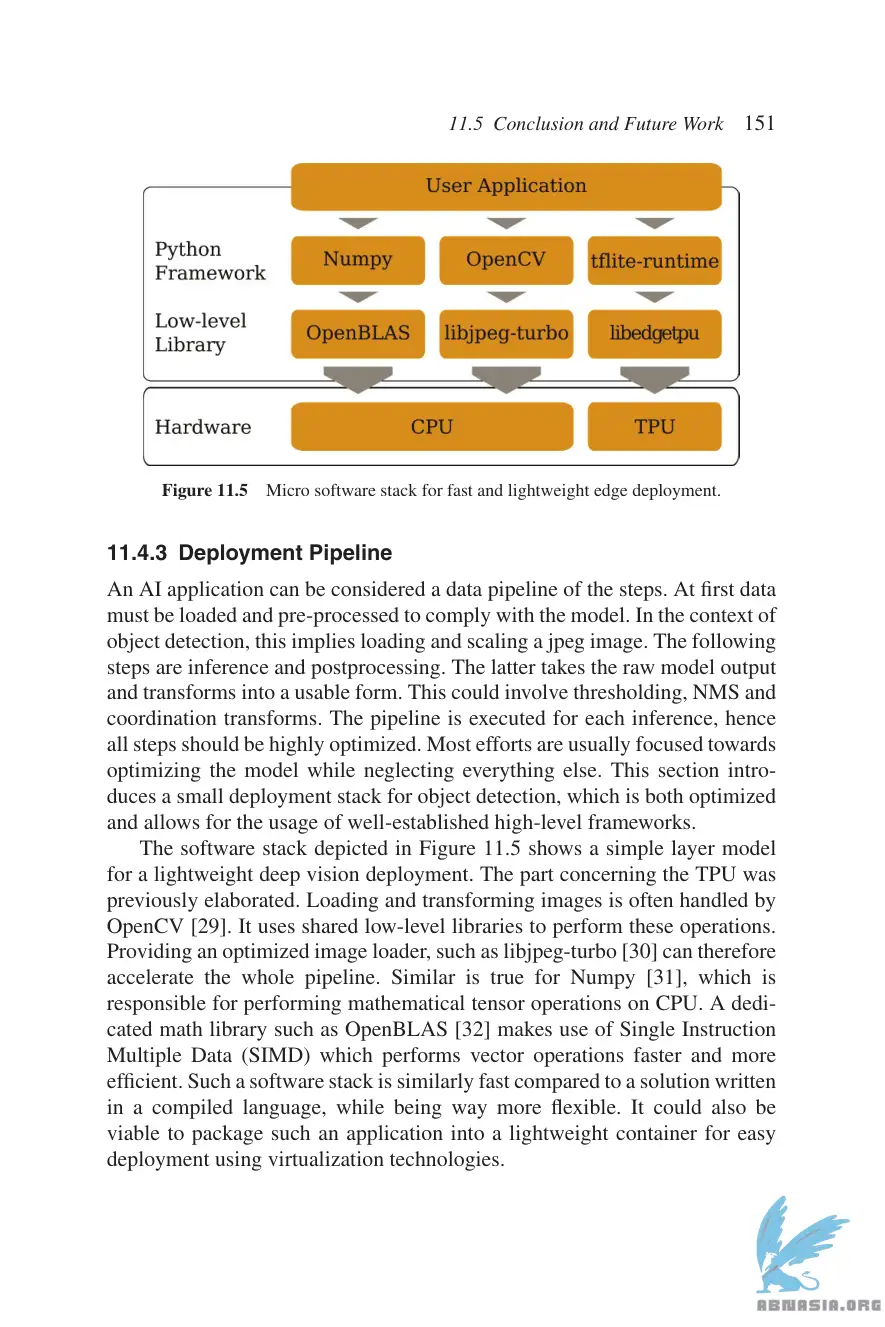 11.5 Conclusion and Future Work 151
User Application
Python
Framework
Numpy
OpenCV
tflite-runtime
Low-level
Library
OpenBLAS
libjpeg-turbo
libedgetpu
Hardware
CPU
TPU
Figure 11.5 Micro software stack for fast and lightweight edge deployment.
11.4.3 Deployment Pipeline
An AI application can be considered a data pipeline of the steps. At first data
must be loaded and pre-processed to comply with the model. In the context of
object detection, this implies loading and scaling a jpeg image. The following
steps are inference and postprocessing. The latter takes the raw model output
and transforms into a usable form. This could involve thresholding, NMS and
coordination transforms. The pipeline is executed for each inference, hence
all steps should be highly optimized. Most efforts are usually focused towards
optimizing the model while neglecting everything else. This section intro-
duces a small deployment stack for object detection, which is both optimized
and allows for the usage of well-established high-level frameworks.
The software stack depicted in Figure 11.5 shows a simple layer model
for a lightweight deep vision deployment. The part concerning the TPU was
previously elaborated. Loading and transforming images is often handled by
OpenCV [29]. It uses shared low-level libraries to perform these operations.
Providing an optimized image loader, such as libjpeg-turbo [30] can therefore
accelerate the whole pipeline. Similar is true for Numpy [31], which is
responsible for performing mathematical tensor operations on CPU. A dedi-
cated math library such as OpenBLAS [32] makes use of Single Instruction
Multiple Data (SIMD) which performs vector operations faster and more
efficient. Such a software stack is similarly fast compared to a solution written
in a compiled language, while being way more flexible. It could also be
viable to package such an application into a lightweight container for easy
deployment using virtualization technologies.
ABNASIA.ORG